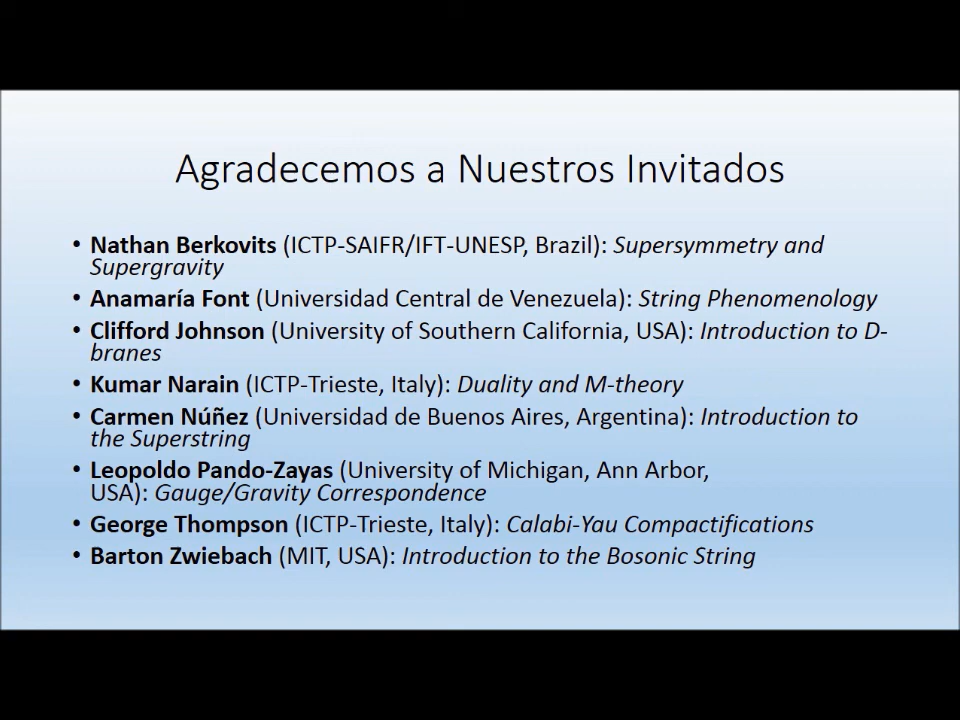 Agradecemos a Nuestros Invitados
• Nathan Berkovits (ICTP-SAIFR/IFT-UNESP, Brazil): Supersymmetry and
Supergravity
• Anamaría Font (Universidad Central de Venezuela): String Phenomenology
• Clifford Johnson (University of Southern California, USA): Introduction to D-
branes
• Kumar Narain (ICTP-Trieste, Italy): Duality and M-theory
• Carmen Núñez (Universidad de Buenos Aires, Argentina): Introduction to
the Superstring
• Leopoldo Pando-Zayas (University of Michigan, Ann Arbor,
USA): Gauge/Gravity Correspondence
• George Thompson (ICTP-Trieste, Italy): Calabi-Yau Compactifications
• Barton Zwiebach (MIT, USA): Introduction to the Bosonic String